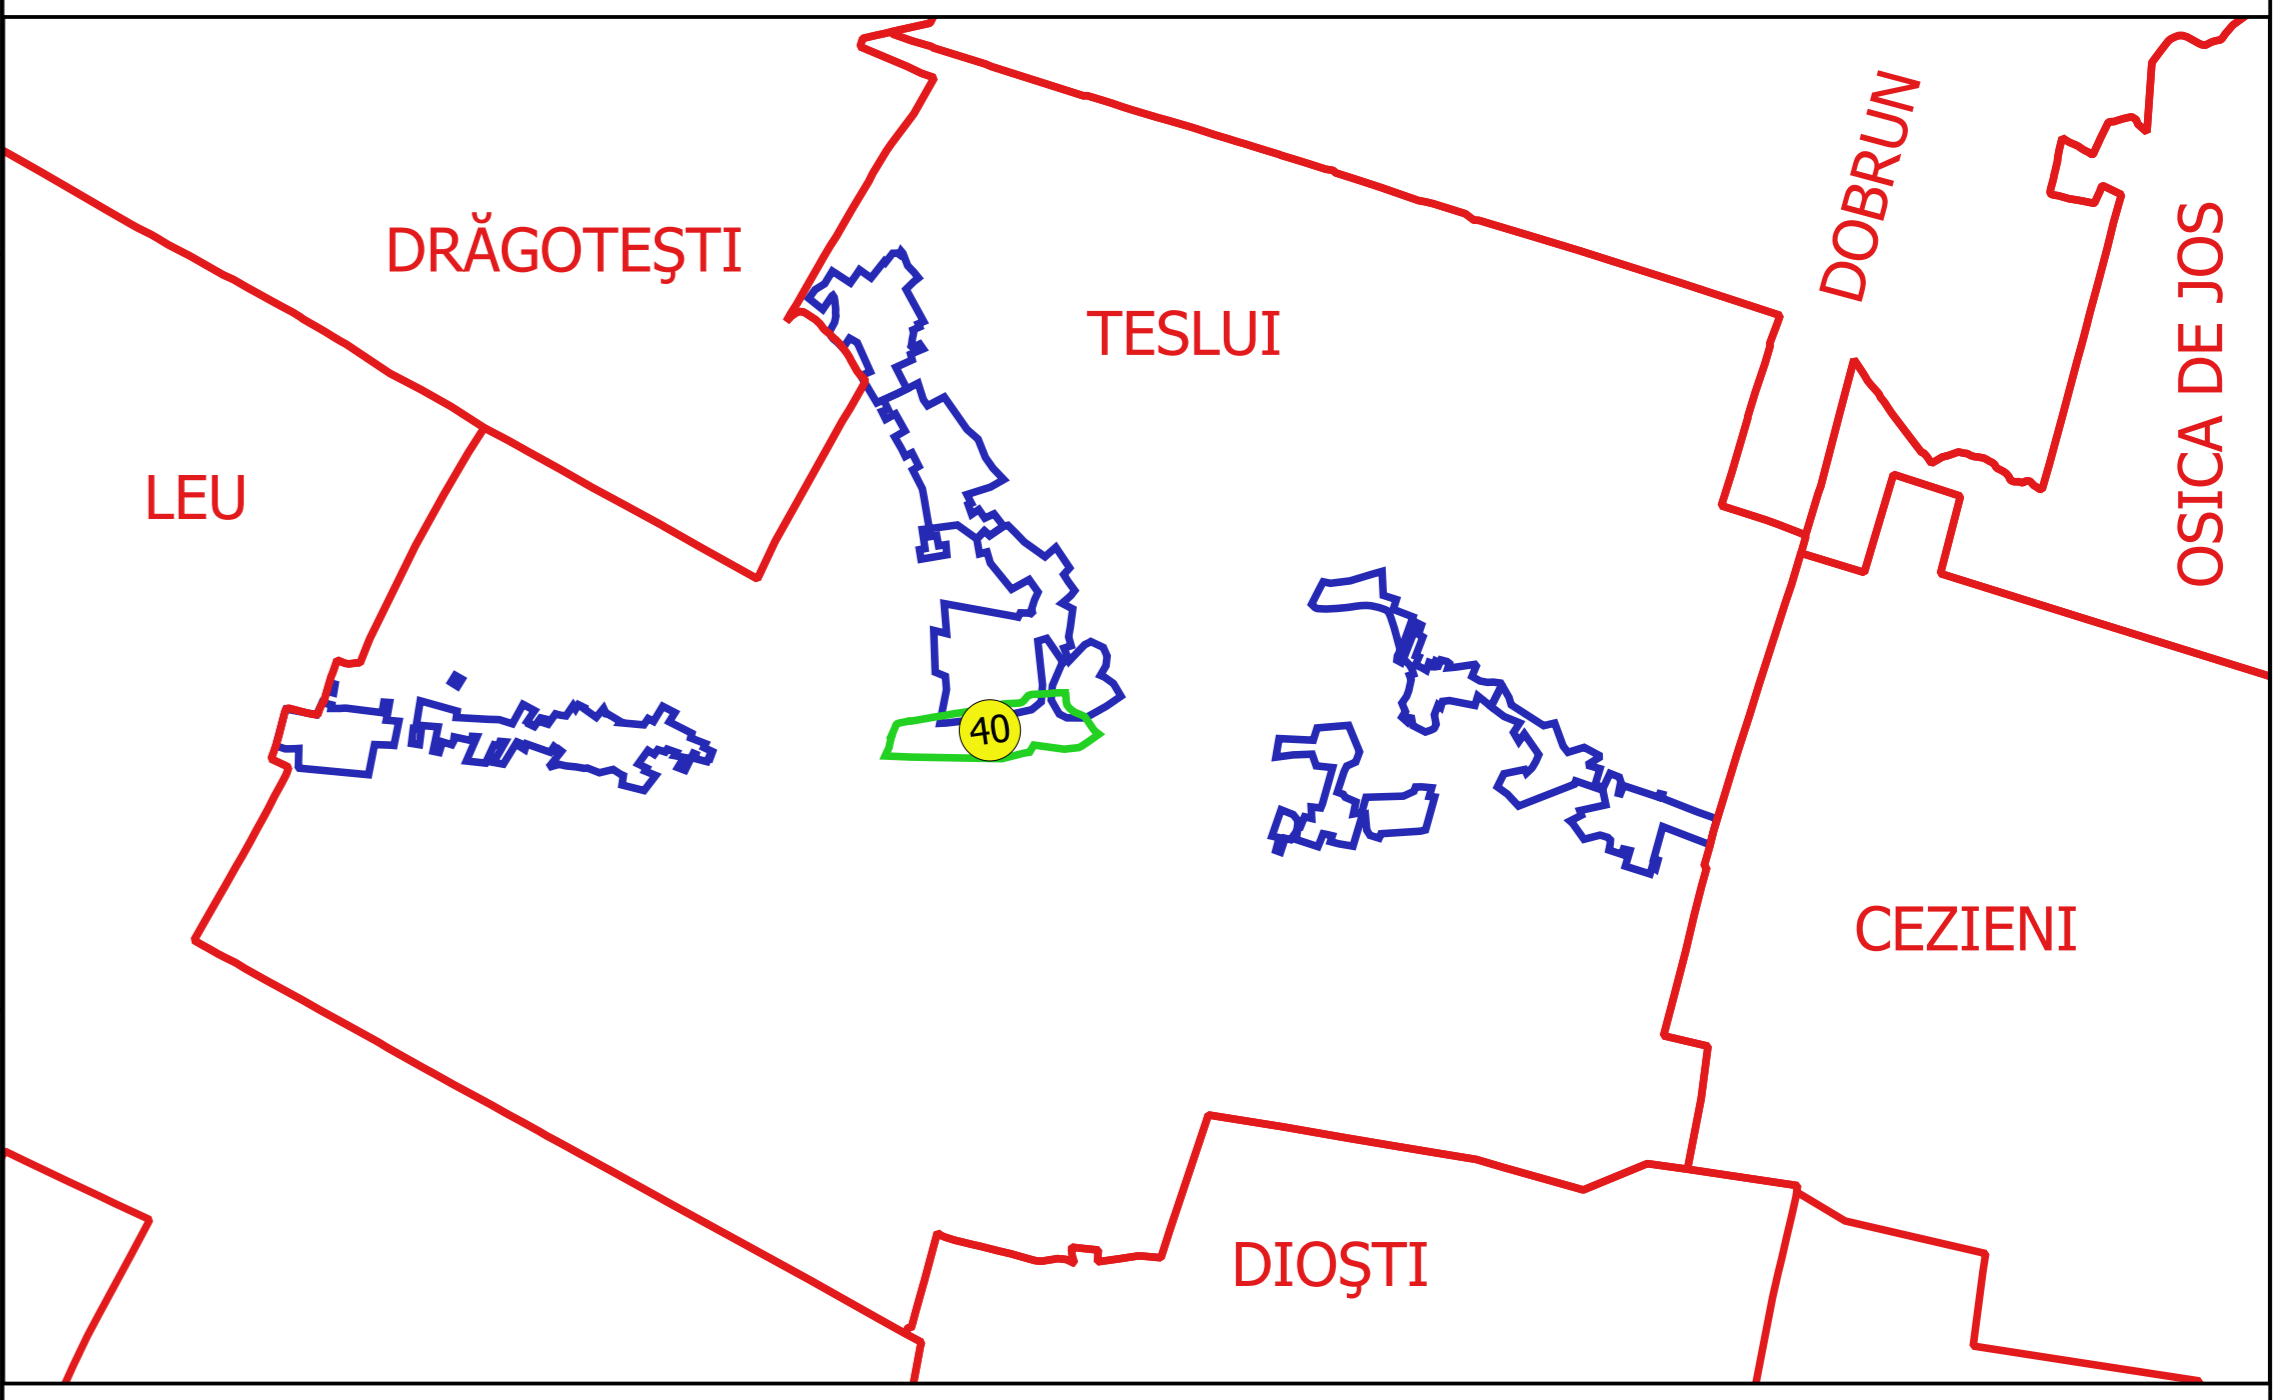 DOBRUN
DRĂGOTEŞTI
TESLUI
OSICA DE JOS
LEU
40
CEZIENI
DIOŞTI